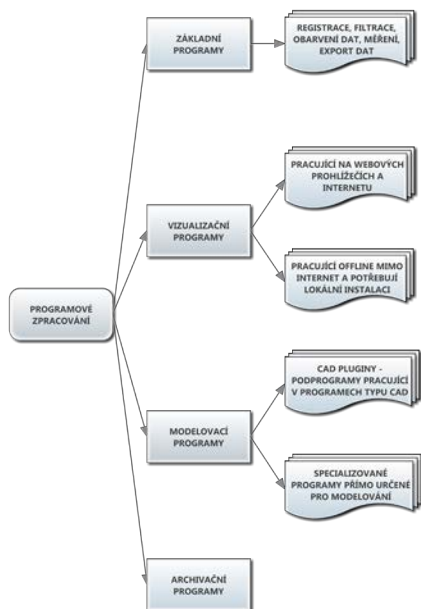 ZÁKLADNÍ
PROGRAMY
REGISTRACE, FILTRACE,
OBARVENÍ DAT, MĚŘENÍ,
EXPORT DAT
PRACUJÍCÍ NA WEBOVÝCH
PROHLÍŽEČÍCH A
INTERNETU
VIZUALIZAČNÍ
PROGRAMY
PRACUJÍCÍ OFFLINE MIMO
INTERNET A POTŘEBUJÍ
LOKÁLNÍ INSTALACI
PROGRAMOVÉ
ZPRACOVÁNÍ
CAD PLUGINY -
PODPROGRAMY PRACUJÍCÍ
V PROGRAMECH TYPU CAD
MODELOVACÍ
PROGRAMY
SPECIALIZOVANÉ
PROGRAMY PŘÍMO URČENÉ
PRO MODELOVÁNÍ
ARCHIVAČNÍ
PROGRAMY